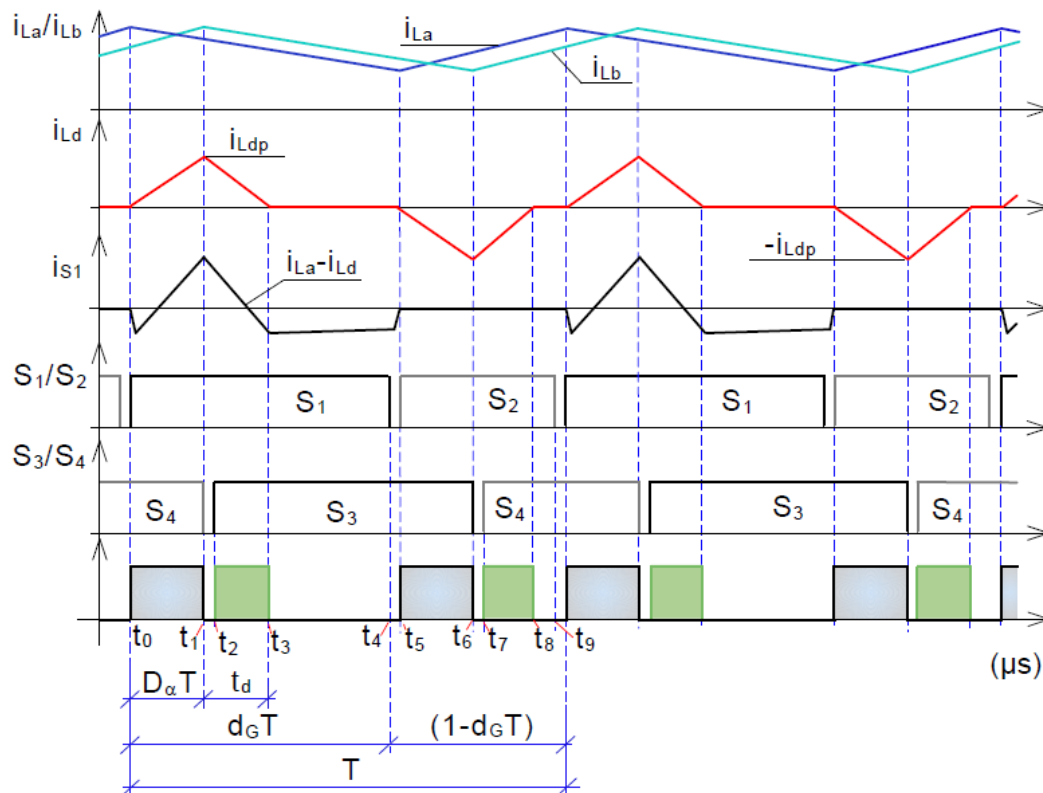 iLa/iLb
iLa
iLb
iLd
iLdp
-iLdp
iS1
iLa-iLd
S1/S2
S1
S2
S1
S2
S3/S4
S4
S3
S4
S3
S4
t0 t1 t2 t3 t4 t5 t6 t7 t8 t9
(µs)
DαT
td
dGT
(1-dGT)
T